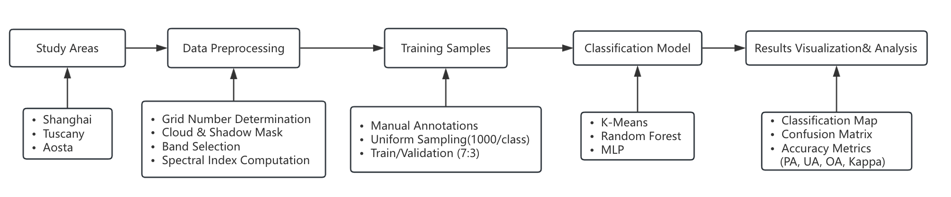 Study Areas
Data Preprocessing
Training Samples
Classification Model
Results Visualization& Analysis
• Shanghai
• Tuscany
• Aosta
• Grid Number Determination
• Cloud & Shadow Mask
• Band Selection
• Spectral Index Computation
• Manual Annotations
• Uniform Sampling(1000/class)
• Train/Validation (7:3)
• K-Means
• Random Forest
• MLP
• Classification Map
• Confusion Matrix
• Accuracy Metrics
(PA, UA, OA, Kappa)